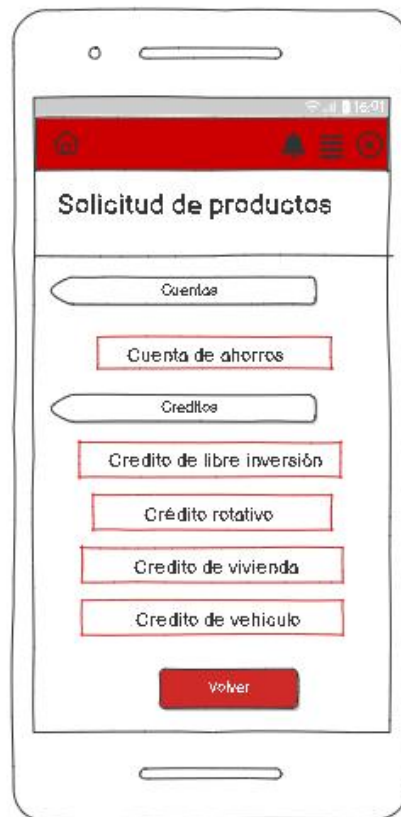 16:01
Solicitud de productos
Cuentas
Cuenta de ahorros
Creditos
Credito de libre inversión
Crédito rotativo
Credito de vivienda
Credito de vehiculo
Volver